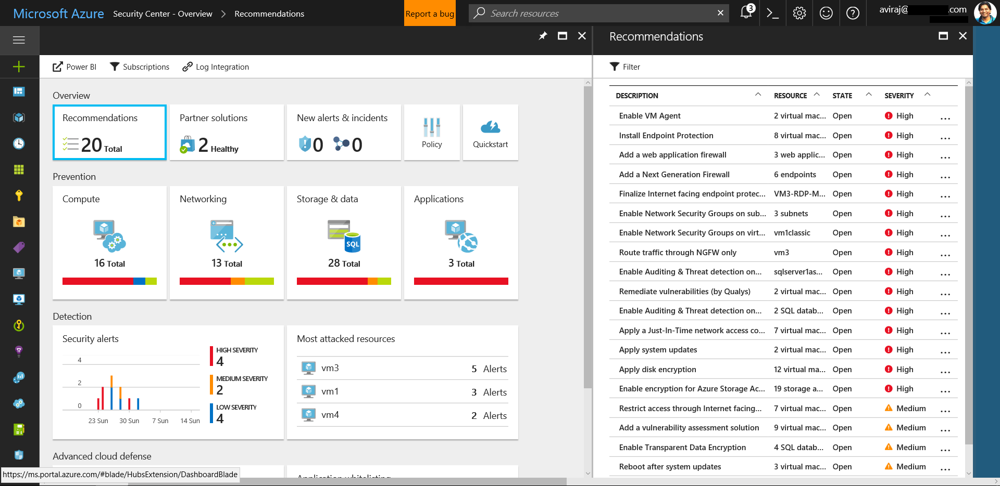 Microsoft Azure Security Center - Overview > Recommendations
Report a bug
Search resources
3
aviraj@ .com
Power BI Subscriptions Log Integration
Overview
Recommendations
20 Total
Partner solutions
2 Healthy
New alerts & incidents
0 0
Policy
Quickstart
Prevention
Compute
16 Total
Networking
13 Total
Storage & data
SQL
28 Total
Applications
3 Total
Detection
Security alerts
4
2
0
23 Sun 30 Sun 7 Sun 14 Sun
HIGH SEVERITY
4
MEDIUM SEVERITY
2
LOW SEVERITY
4
Most attacked resources
vm3 5 Alerts
vm1 3 Alerts
vm4 2 Alerts
Advanced cloud defense
Application whitelisting
https://ms.portal.azure.com/#blade/HubsExtension/DashboardBlade
Recommendations
Filter
DESCRIPTION RESOURCE STATE SEVERITY
Enable VM Agent 2 virtual mac... Open High ...
Install Endpoint Protection 8 virtual mac... Open High ...
Add a web application firewall 3 web applic... Open High ...
Add a Next Generation Firewall 6 endpoints Open High ...
Finalize Internet facing endpoint protec... VM3-RDP-M... Open High ...
Enable Network Security Groups on sub... 3 subnets Open High ...
Enable Network Security Groups on virt... vm1classic Open High ...
Route traffic through NGFW only vm3 Open High ...
Enable Auditing & Threat detection on... sqlserver1as... Open High ...
Remediate vulnerabilities (by Qualys) 2 virtual mac... Open High ...
Enable Auditing & Threat detection on... 2 SQL datab... Open High ...
Apply a Just-In-Time network access co... 7 virtual mac... Open High ...
Apply system updates 2 virtual mac... Open High ...
Apply disk encryption 12 virtual ma... Open High ...
Enable encryption for Azure Storage Ac... 19 storage a... Open High ...
Restrict access through Internet facing... 7 virtual mac... Open Medium ...
Add a vulnerability assessment solution 9 virtual mac... Open Medium ...
Enable Transparent Data Encryption 4 SQL datab... Open Medium ...
Reboot after system updates 3 virtual mac... Open Medium ...